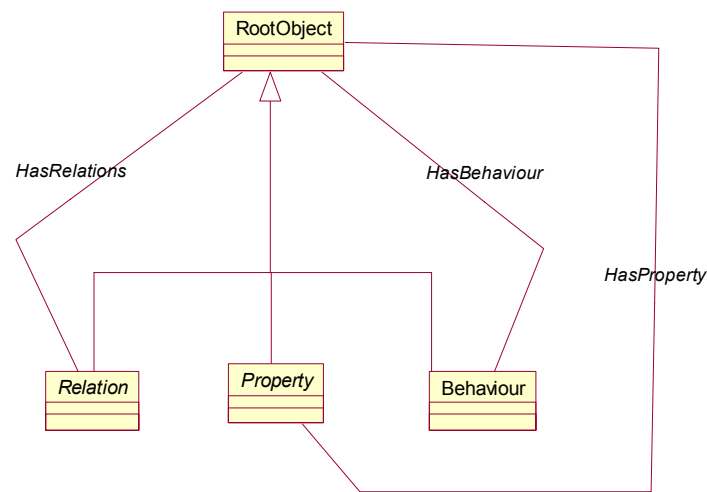 RootObject
HasRelations
HasBehaviour
HasProperty
Relation
Property
Behaviour